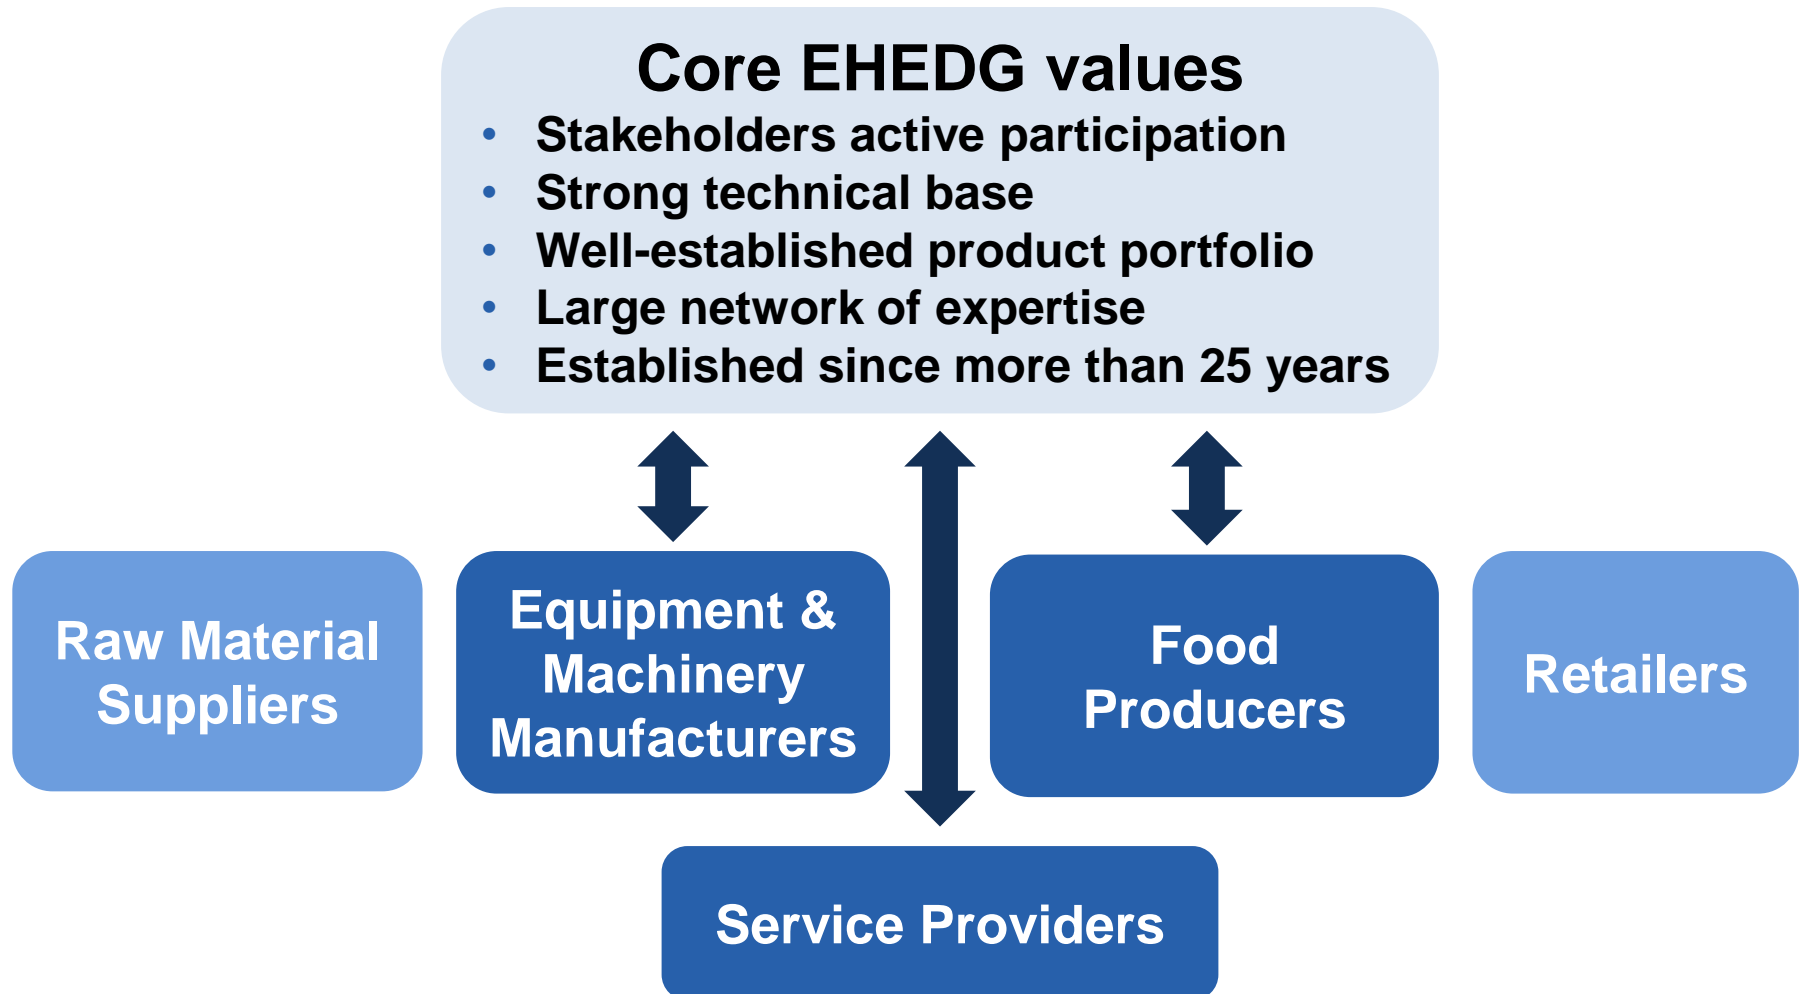 Core EHEDG values
• Stakeholders active participation
• Strong technical base
• Well-established product portfolio
• Large network of expertise
• Established since more than 25 years
Raw Material
Suppliers
Equipment &
Machinery
Manufacturers
Food
Producers
Retailers
Service Providers